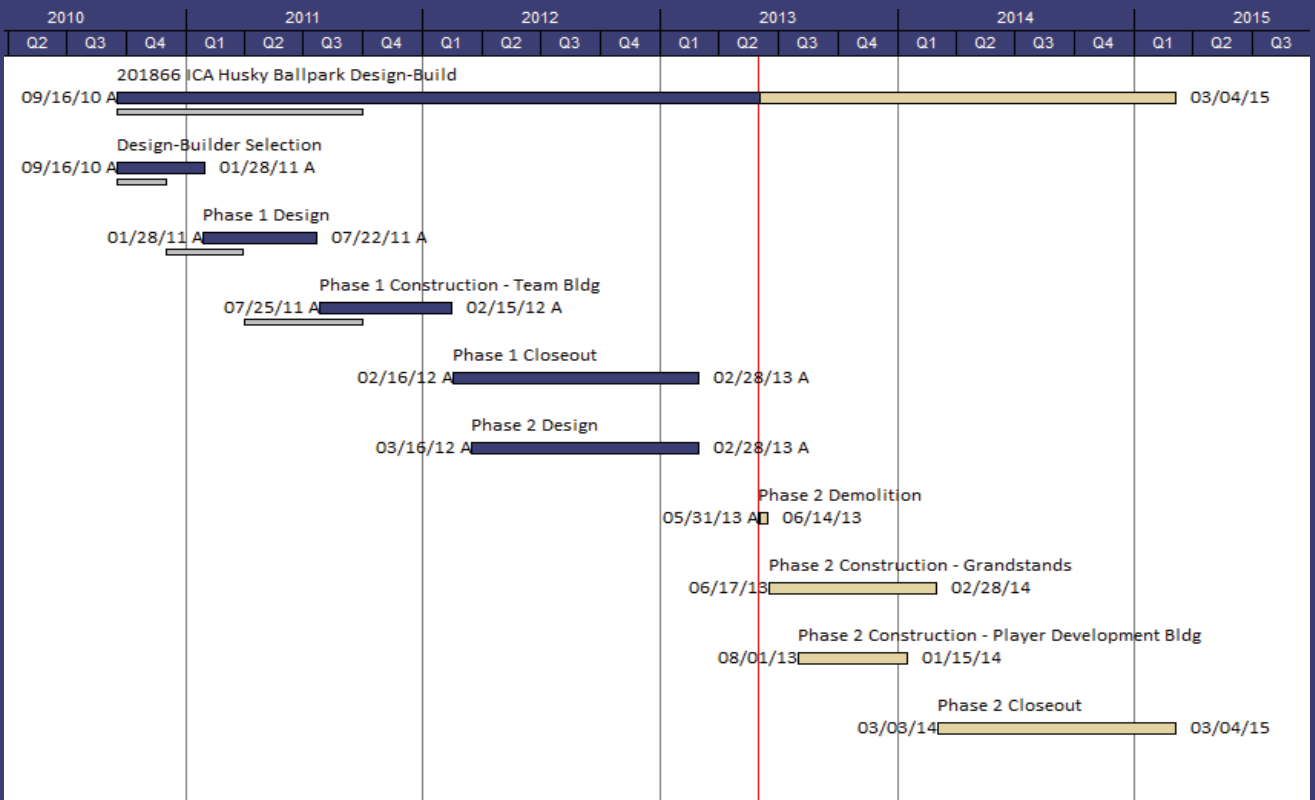 2010 2011 2012 2013 2014 2015
Q2 Q3 Q4 Q1 Q2 Q3 Q4 Q1 Q2 Q3 Q4 Q1 Q2 Q3 Q4 Q1 Q2 Q3 Q4 Q1 Q2 Q3
201866 ICA Husky Ballpark Design-Build
09/16/10 A 03/04/15
Design-Builder Selection
09/16/10 A 01/28/11 A
Phase 1 Design
01/28/11 A 07/22/11 A
Phase 1 Construction - Team Bldg
07/25/11 A 02/15/12 A
Phase 1 Closeout
02/16/12 A 02/28/13 A
Phase 2 Design
03/16/12 A 02/28/13 A
Phase 2 Demolition
05/31/13 A 06/14/13
Phase 2 Construction - Grandstands
06/17/13 02/28/14
Phase 2 Construction - Player Development Bldg
08/01/13 01/15/14
Phase 2 Closeout
03/03/14 03/04/15